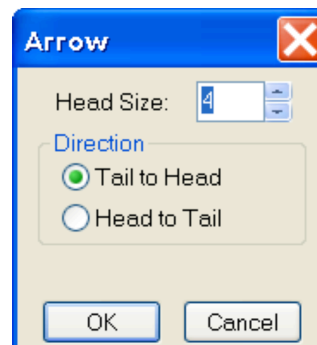 Arrow
Head Size: 4
Direction
Tail to Head
Head to Tail
OK Cancel